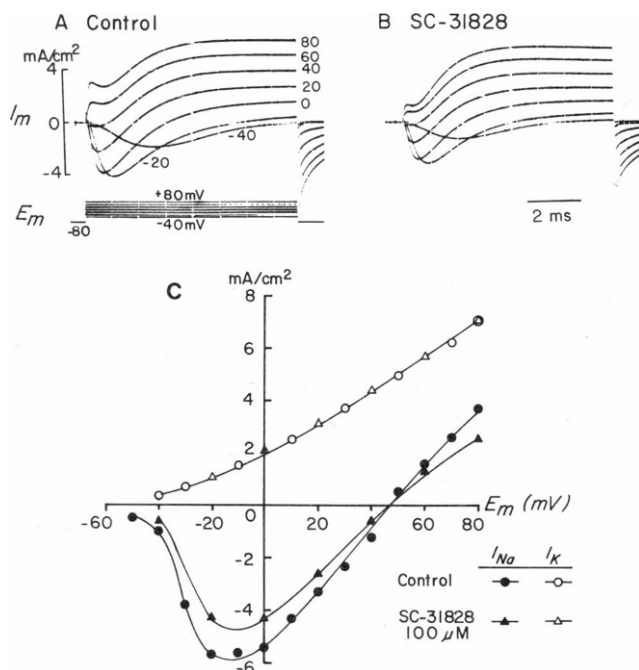 A Control
B SC-31828
mA/cm²
4
0
-4
Im
80
60
40
20
0
-40
-20
+80mV
-40mV
Em
-80
2 ms
C
mA/cm²
8
6
4
2
0
-2
-4
-6
-60 -40 -20 20 40 60 80
Em (mV)
INa IK
Control
SC-31828
100 μM